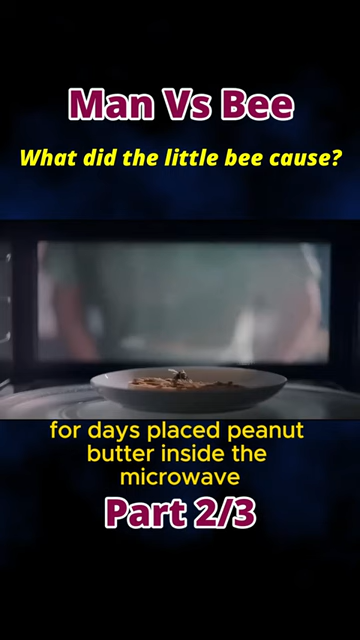 Man Vs Bee
What did the little bee cause?
for days placed peanut
butter inside the
microwave
Part 2/3